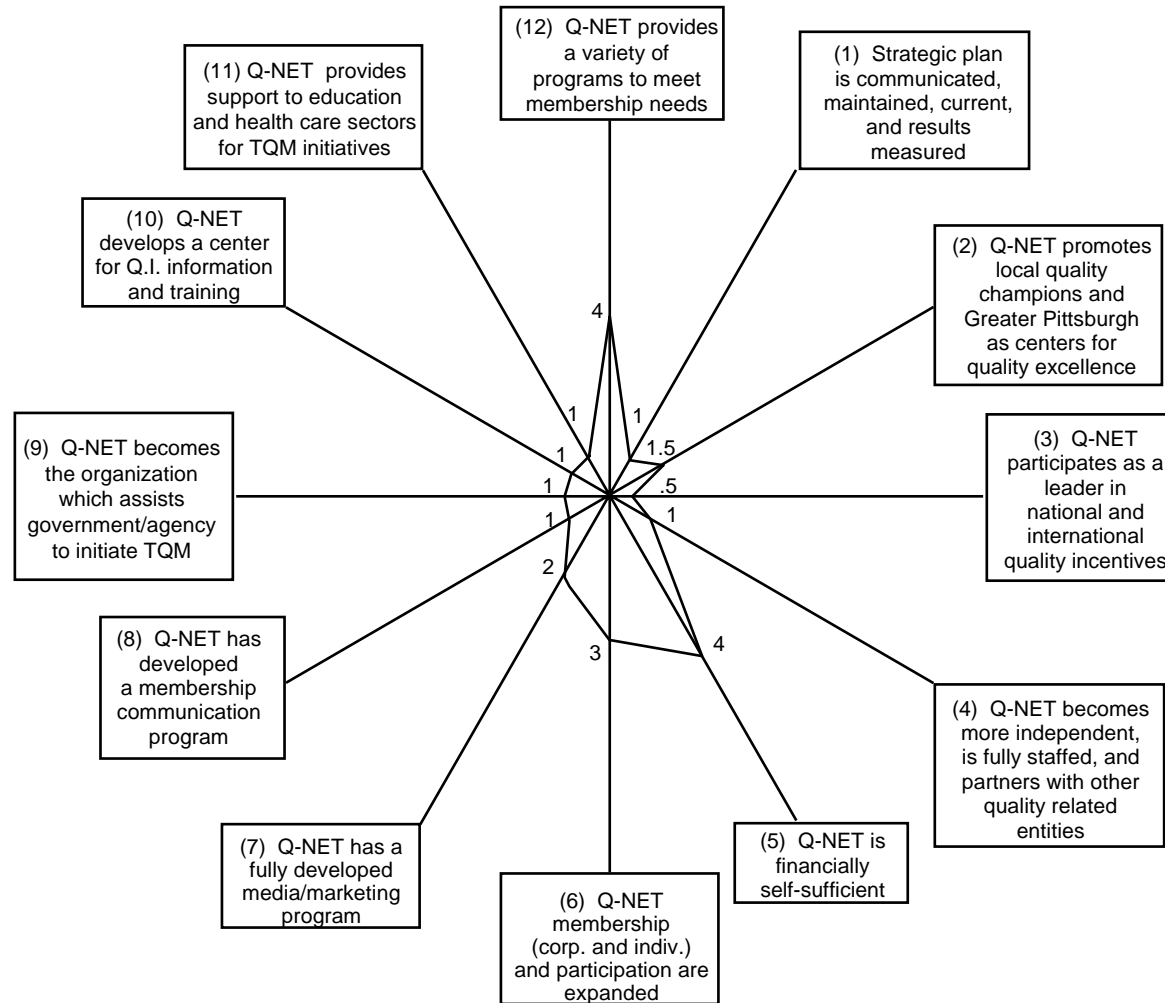 (12) Q-NET provides
a variety of
programs to meet
membership needs
(1) Strategic plan
is communicated,
maintained, current,
and results
measured
(2) Q-NET promotes
local quality
champions and
Greater Pittsburgh
as centers for
quality excellence
(3) Q-NET
participates as a
leader in
national and
international
quality incentives
(4) Q-NET becomes
more independent,
is fully staffed, and
partners with other
quality related
entities
(5) Q-NET is
financially
self-sufficient
(6) Q-NET
membership
(corp. and indiv.)
and participation are
expanded
(7) Q-NET has a
fully developed
media/marketing
program
(8) Q-NET has
developed
a membership
communication
program
(9) Q-NET becomes
the organization
which assists
government/agency
to initiate TQM
(10) Q-NET
develops a center
for Q.I. information
and training
(11) Q-NET provides
support to education
and health care sectors
for TQM initiatives
4
1
1.5
.5
1
4
3
2
1
1
1
1